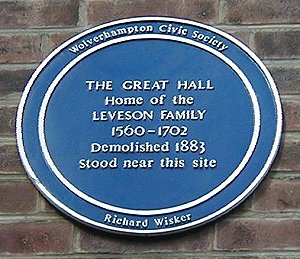 Wolverhampton Civic Society
THE GREAT HALL
Home of the
LEVESON FAMILY
1560-1702
Demolished 1883
Stood near this site
Richard Wisker